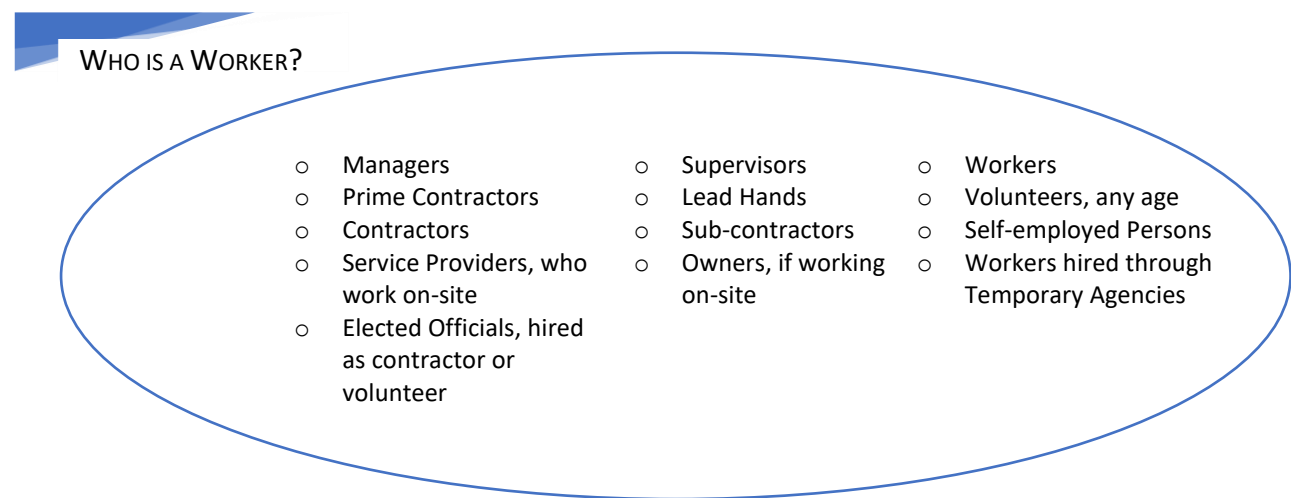 WHO IS A WORKER?
o Managers
o Prime Contractors
o Contractors
o Service Providers, who
work on-site
o Elected Officials, hired
as contractor or
volunteer
o Supervisors
o Lead Hands
o Sub-contractors
o Owners, if working
on-site
o Workers
o Volunteers, any age
o Self-employed Persons
o Workers hired through
Temporary Agencies